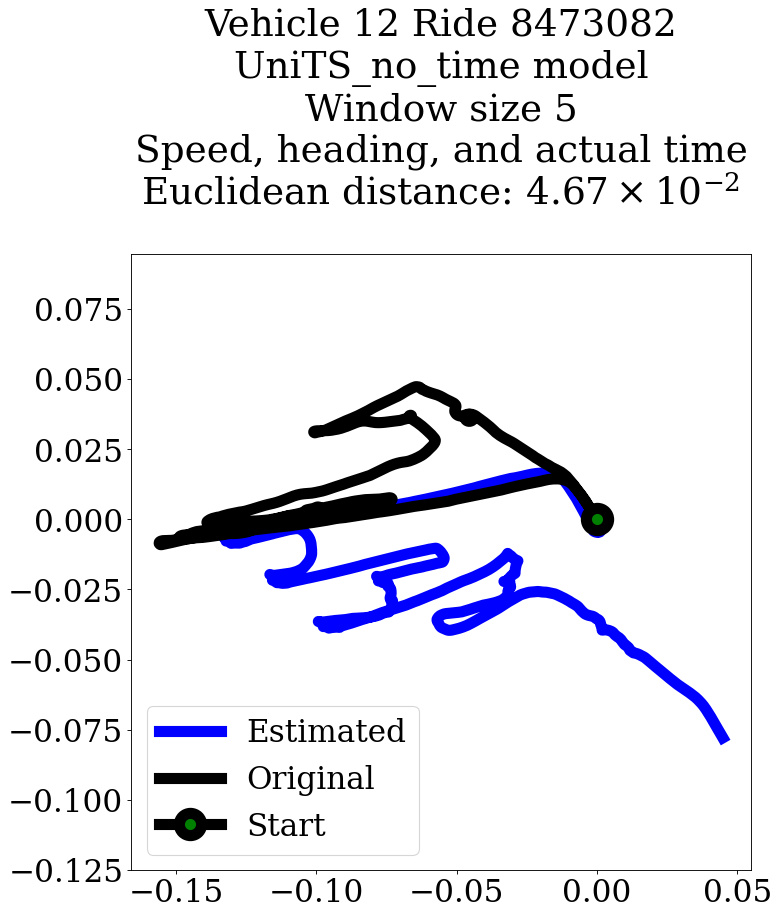 Vehicle 12 Ride 8473082
UniTS_no_time model
Window size 5
Speed, heading, and actual time
Euclidean distance: 4.67 × 10⁻²
0.075
0.050
0.025
0.000
−0.025
−0.050
−0.075
−0.100
−0.125
Estimated
Original
Start
−0.15 −0.10 −0.05 0.00 0.05